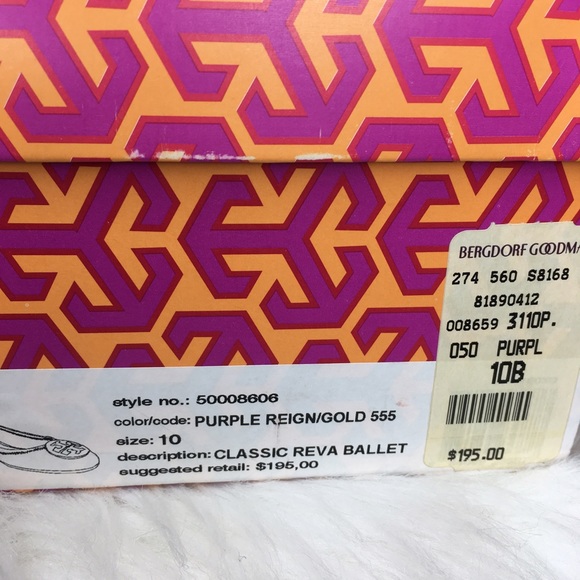 style no.: 50008606
color/code: PURPLE REIGN/GOLD 555
size: 10
description: CLASSIC REVA BALLET
suggested retail: $195,00
BERGDORF GOODMA
274 560 S8168
81890412
008659 3110P.
050 PURPL
10B
$195.00